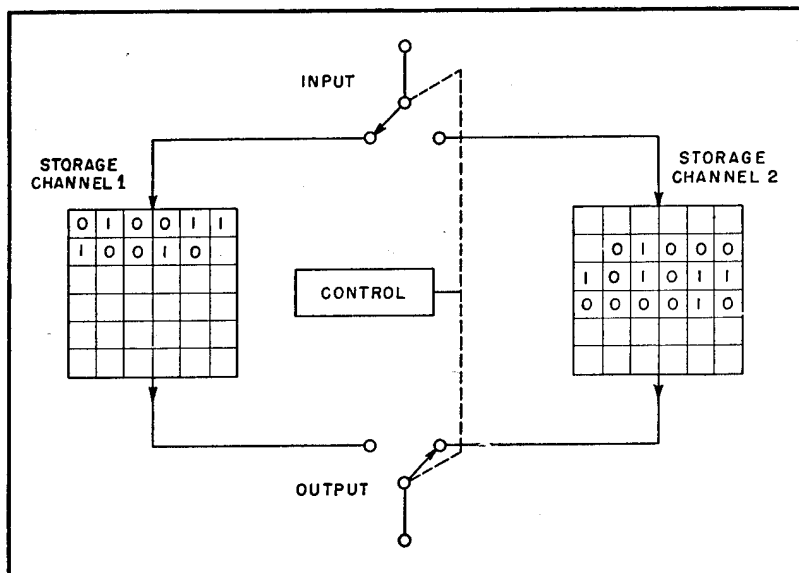 INPUT
STORAGE
CHANNEL 1
0 1 0 0 1 1
1 0 0 1 0
STORAGE
CHANNEL 2
0 1 0 0 0
1 0 1 0 1 1
0 0 0 0 1 0
CONTROL
OUTPUT